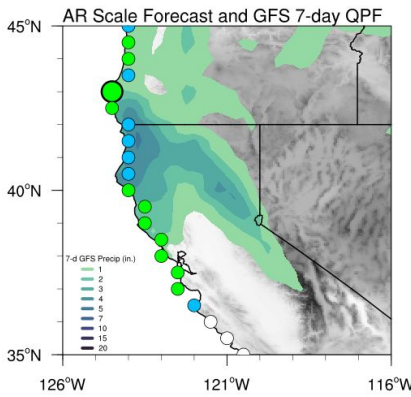 AR Scale Forecast and GFS 7-day QPF
45°N
40°N
7-d GFS Precip (in.)
1
2
3
4
5
7
10
15
20
35°N
126°W
121°W
116°W